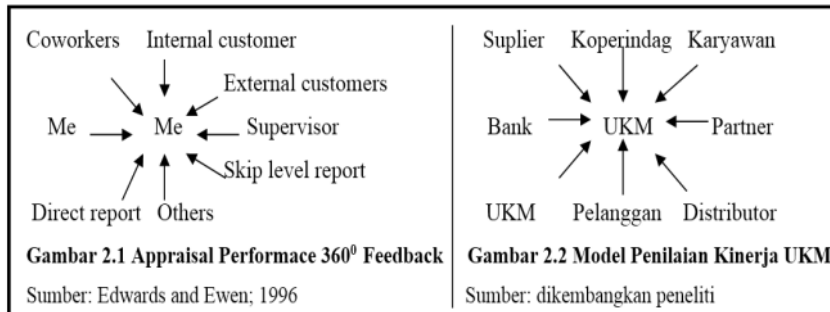 Coworkers Internal customer
External customers
Me Me Supervisor
Skip level report
Direct report Others
Gambar 2.1 Appraisal Performace 360⁰ Feedback
Sumber: Edwards and Ewen; 1996
Suplier Koperindag Karyawan
Bank UKM Partner
UKM Pelanggan Distributor
Gambar 2.2 Model Penilaian Kinerja UKM
Sumber: dikembangkan peneliti